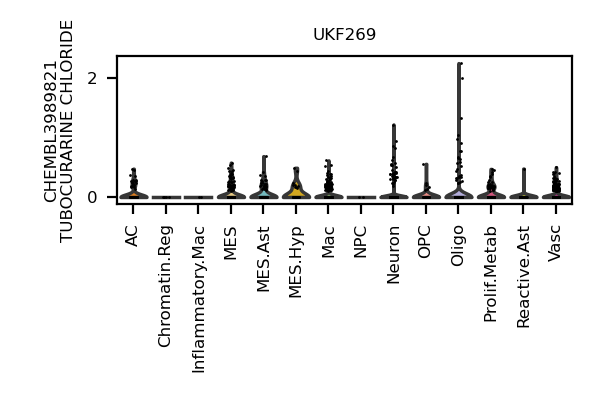 UKF269
CHEMBL3989821
TUBOCURARINE CHLORIDE
2
0
AC
Chromatin.Reg
Inflammatory.Mac
MES
MES.Ast
MES.Hyp
Mac
NPC
Neuron
OPC
Oligo
Prolif.Metab
Reactive.Ast
Vasc